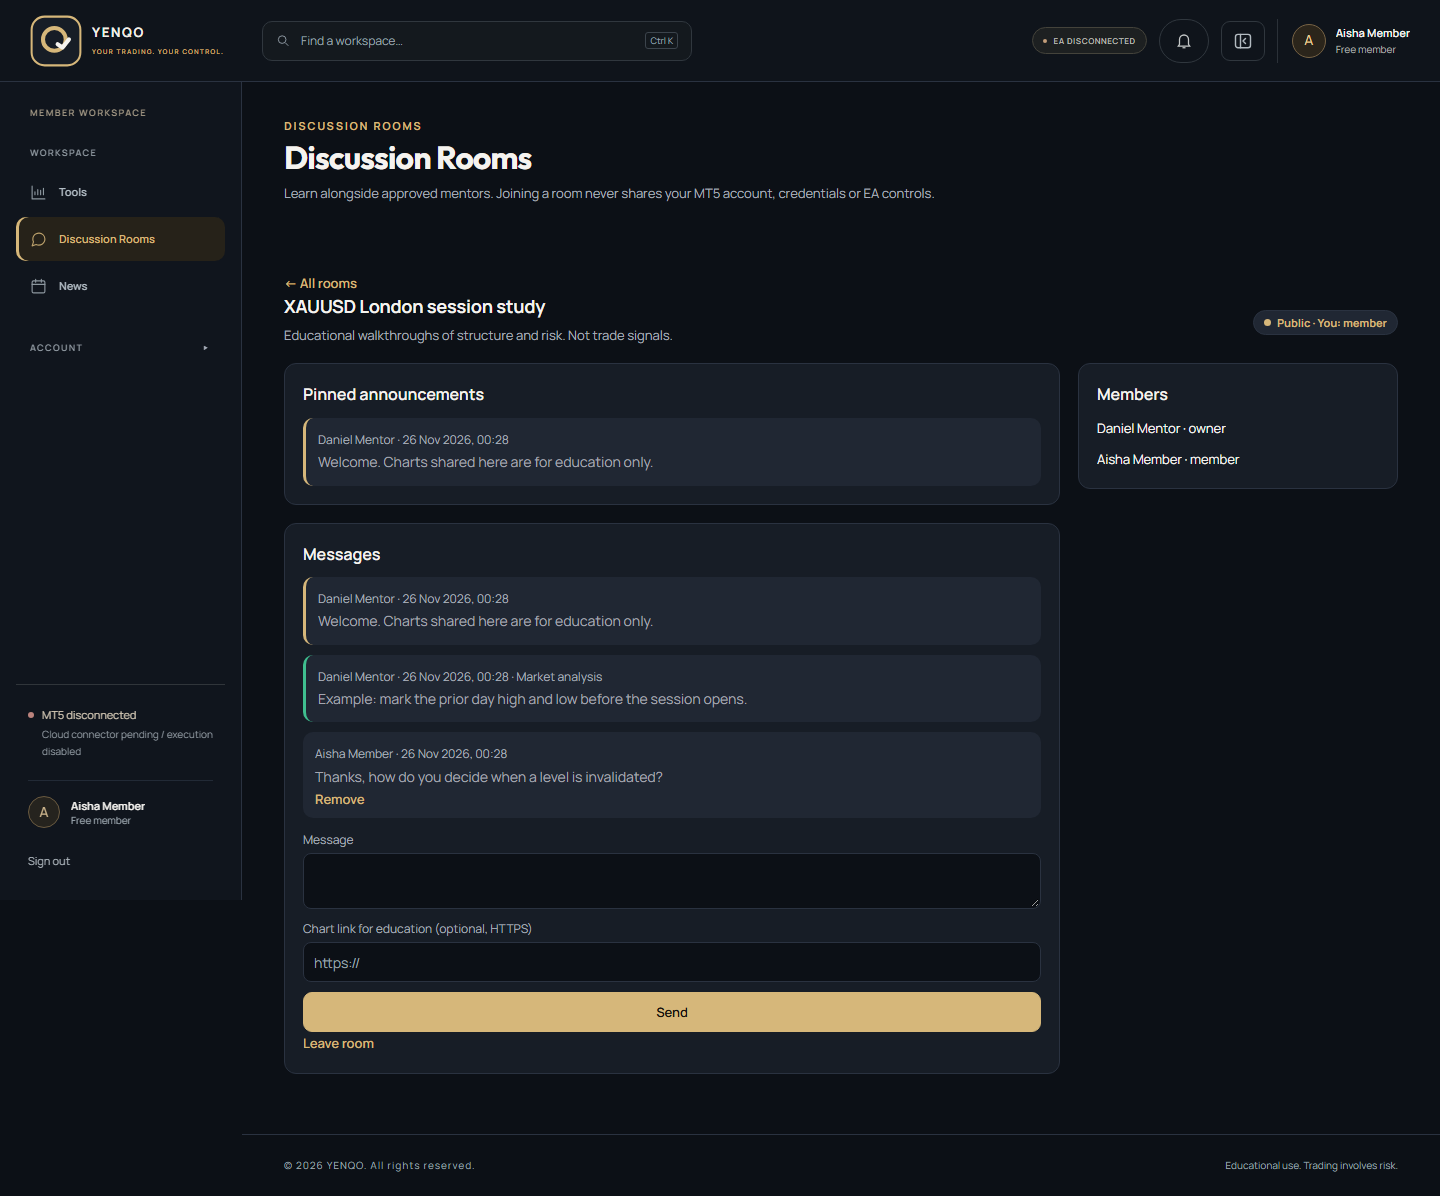 YENQO
YOUR TRADING. YOUR CONTROL.
Find a workspace...
Ctrl K
EA DISCONNECTED
A
Aisha Member
Free member
MEMBER WORKSPACE
WORKSPACE
Tools
Discussion Rooms
News
ACCOUNT
MT5 disconnected
Cloud connector pending / execution
disabled
A
Aisha Member
Free member
Sign out
DISCUSSION ROOMS
Discussion Rooms
Learn alongside approved mentors. Joining a room never shares your MT5 account, credentials or EA controls.
← All rooms
XAUUSD London session study
Educational walkthroughs of structure and risk. Not trade signals.
Public · You: member
Pinned announcements
Daniel Mentor · 26 Nov 2026, 00:28
Welcome. Charts shared here are for education only.
Members
Daniel Mentor · owner
Aisha Member · member
Messages
Daniel Mentor · 26 Nov 2026, 00:28
Welcome. Charts shared here are for education only.
Daniel Mentor · 26 Nov 2026, 00:28 · Market analysis
Example: mark the prior day high and low before the session opens.
Aisha Member · 26 Nov 2026, 00:28
Thanks, how do you decide when a level is invalidated?
Remove
Message
Chart link for education (optional, HTTPS)
https://
Send
Leave room
© 2026 YENQO. All rights reserved.
Educational use. Trading involves risk.